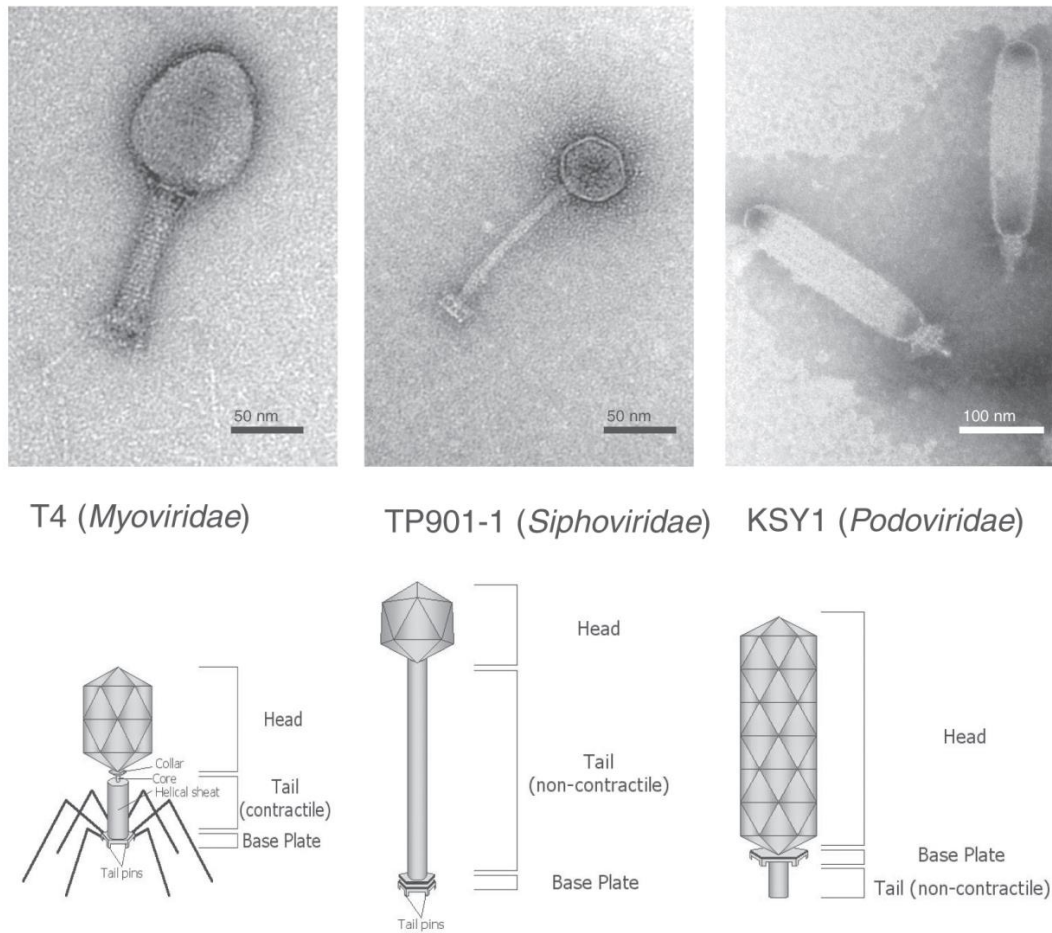 50 nm
50 nm
100 nm
T4 (Myoviridae)
TP901-1 (Siphoviridae)
KSY1 (Podoviridae)
Head
Collar
Core
Helical sheat
Tail
(contractile)
Base Plate
Tail pins
Head
Tail
(non-contractile)
Base Plate
Tail pins
Head
Base Plate
Tail (non-contractile)